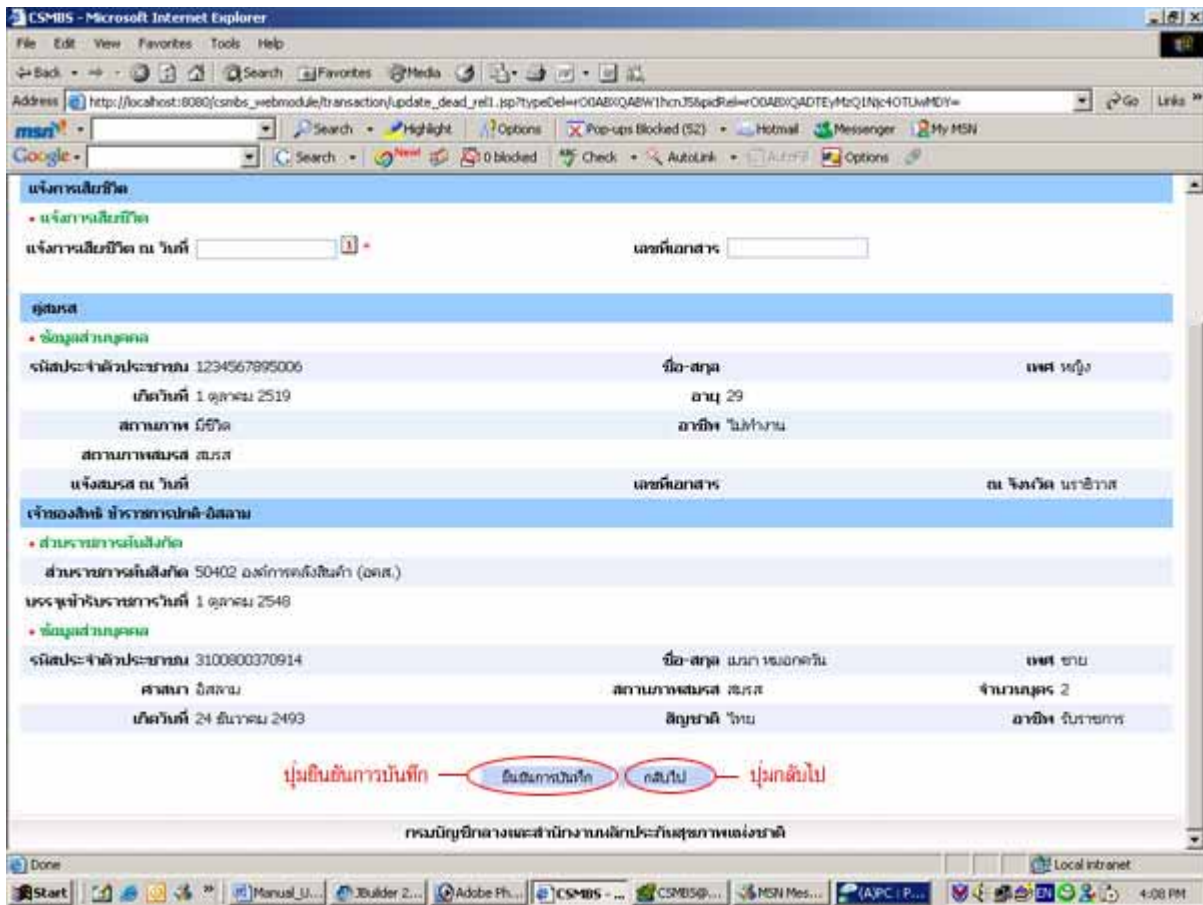 CSMBS - Microsoft Internet Explorer
File Edit View Favorites Tools Help
Back Search Favorites Media
Address http://localhost:8080/csmbs_webmodule/transaction/update_dead_rel1.jsp?typeDel= Go Links »
msn Search Highlight Options Pop-ups Blocked (52) Hotmail Messenger My MSN
Google Search New! 0 blocked Check AutoLink AutoFill Options
แจ้งการเสียชีวิต
แจ้งการเสียชีวิต
แจ้งการเสียชีวิต ณ วันที่ * เลขที่เอกสาร
คู่สมรส
ข้อมูลส่วนบุคคล
รหัสประจำตัวประชาชน 1234567895006 ชื่อ-สกุล เพศ หญิง
เกิดวันที่ 1 ตุลาคม 2519 อายุ 29
สถานภาพ มีชีวิต อาชีพ ไม่ทำงาน
สถานภาพสมรส สมรส
แจ้งสมรส ณ วันที่ เลขที่เอกสาร ณ จังหวัด นราธิวาส
เจ้าของสิทธิ ข้าราชการปกติ-อิสลาม
ส่วนราชการต้นสังกัด
ส่วนราชการต้นสังกัด 50402 องค์การคลังสินค้า (อคส.)
บรรจุเข้ารับราชการวันที่ 1 ตุลาคม 2548
ข้อมูลส่วนบุคคล
รหัสประจำตัวประชาชน 3100800370914 ชื่อ-สกุล เมฆา หมอกควัน เพศ ชาย
ศาสนา อิสลาม สถานภาพสมรส สมรส จำนวนบุตร 2
เกิดวันที่ 24 ธันวาคม 2493 สัญชาติ ไทย อาชีพ รับราชการ
ปุ่มยืนยันการบันทึก ยืนยันการบันทึก กลับไป ปุ่มกลับไป
กรมบัญชีกลางและสำนักงานหลักประกันสุขภาพแห่งชาติ
Done Local intranet
Start » Manual_U... JBuilder 2... Adobe Ph... CSMBS - ... CSMBS@... MSN Mes... (A)PC | P... EN 4:08 PM